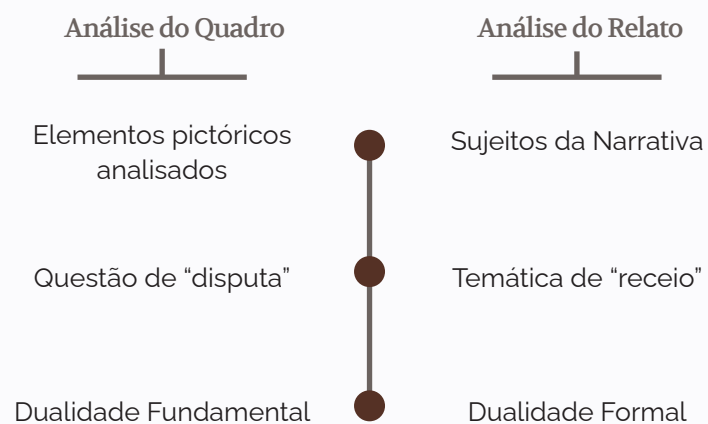 Análise do Quadro
Análise do Relato
Elementos pictóricos
analisados
Sujeitos da Narrativa
Questão de “disputa”
Temática de “receio”
Dualidade Fundamental
Dualidade Formal